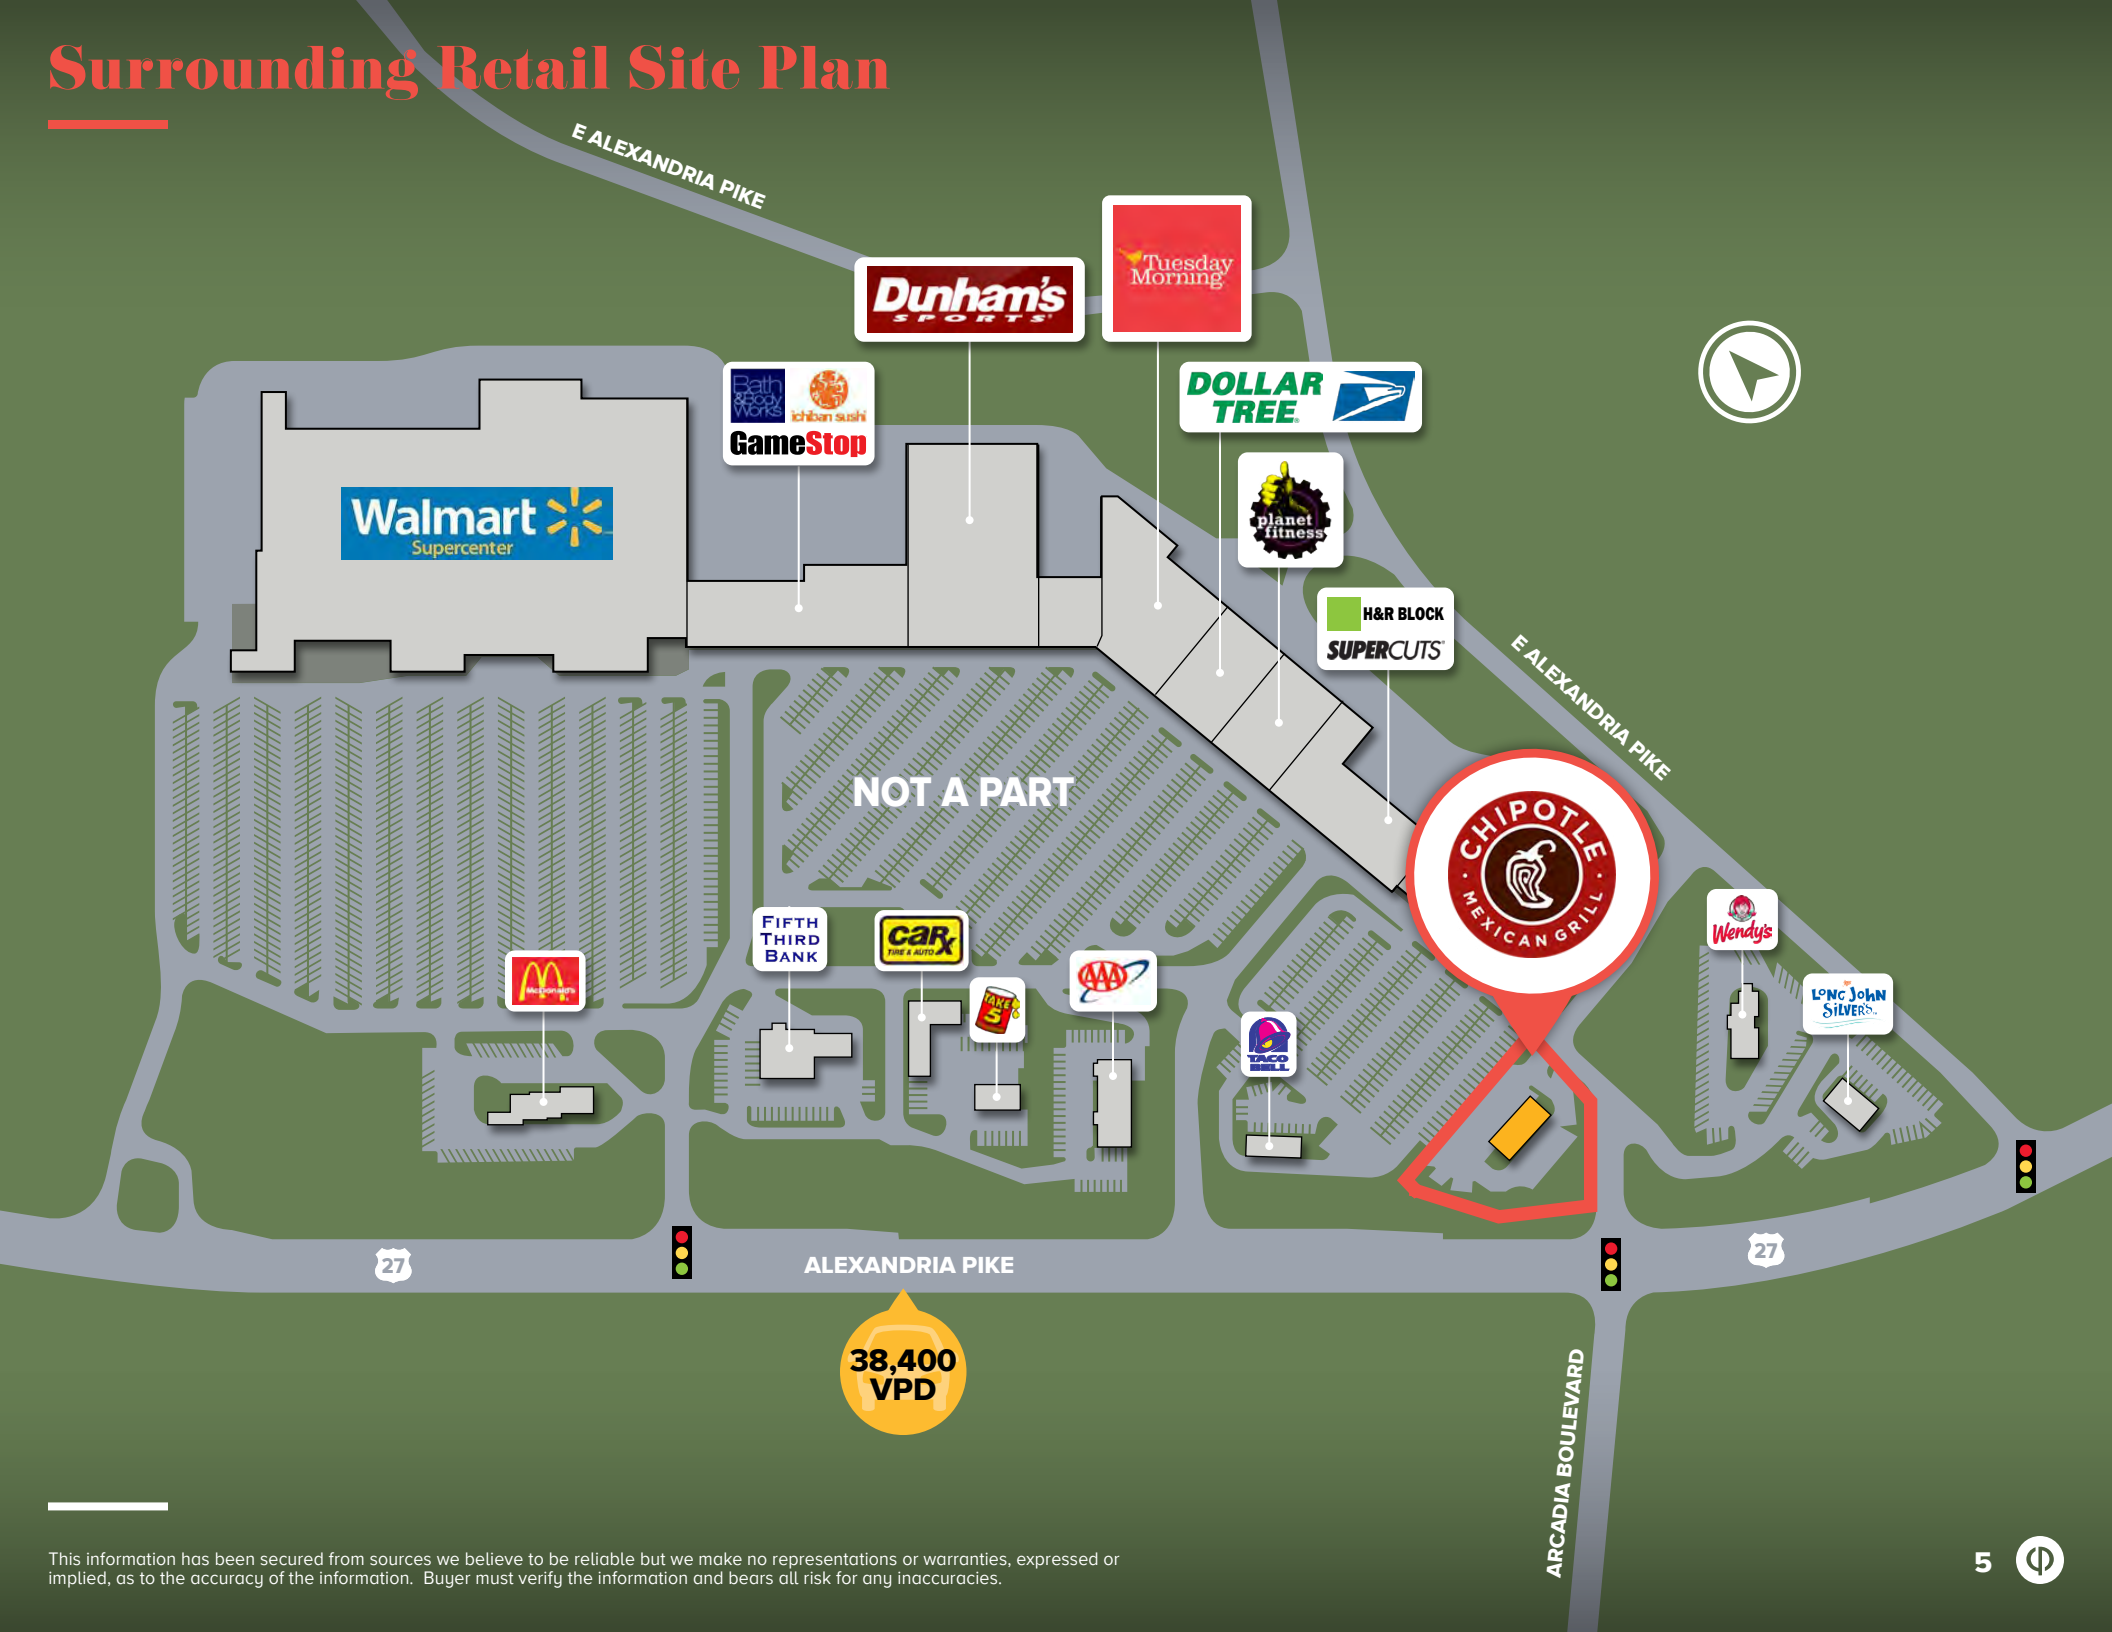 Surrounding Retail Site Plan
E ALEXANDRIA PIKE
Dunham's
SPORTS
Tuesday
Morning
Bath
& Body
Works
ichiban sushi
GameStop
DOLLAR
TREE
Walmart
Supercenter
planet
fitness
H&R BLOCK
SUPERCUTS
E ALEXANDRIA PIKE
NOT A PART
CHIPOTLE
MEXICAN GRILL
FIFTH
THIRD
BANK
CARX
TIRE & AUTO
McDonald's
TAKE
5
AAA
TACO
BELL
Wendy's
LONG JOHN
SILVER'S
27
ALEXANDRIA PIKE
27
38,400
VPD
ARCADIA BOULEVARD
This information has been secured from sources we believe to be reliable but we make no representations or warranties, expressed or
implied, as to the accuracy of the information. Buyer must verify the information and bears all risk for any inaccuracies.
5